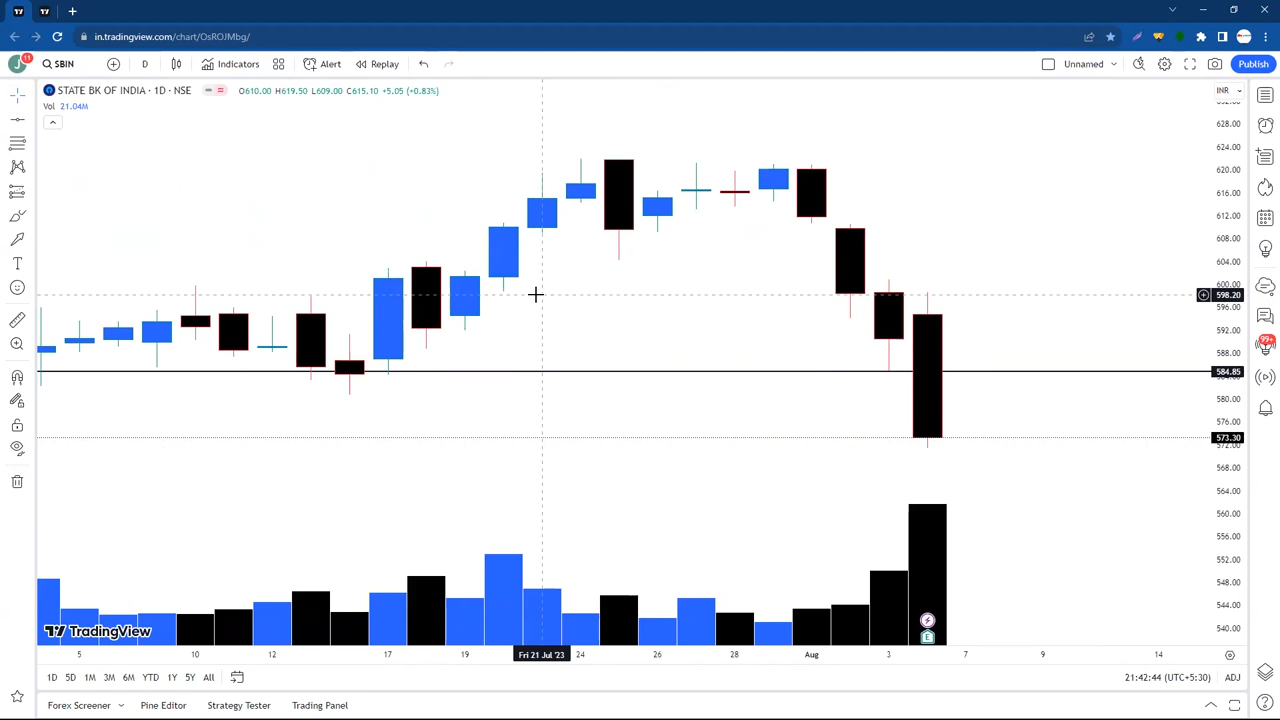 in.tradingview.com/chart/OsROJMbg/
J 11 SBIN D Indicators Alert Replay Unnamed Publish
STATE BK OF INDIA · 1D · NSE O610.00 H619.50 L609.00 C615.10 +5.05 (+0.83%) INR
Vol 21.04M
628.00
624.00
620.00
616.00
612.00
608.00
604.00
600.00
598.20
596.00
592.00
588.00
584.85
580.00
576.00
573.30
572.00
568.00
564.00
560.00
556.00
552.00
548.00
544.00
540.00
99+
E
TradingView
5 10 12 17 19 Fri 21 Jul '23 24 26 28 Aug 3 7 9 14
1D 5D 1M 3M 6M YTD 1Y 5Y All 21:42:44 (UTC+5:30) ADJ
Forex Screener Pine Editor Strategy Tester Trading Panel